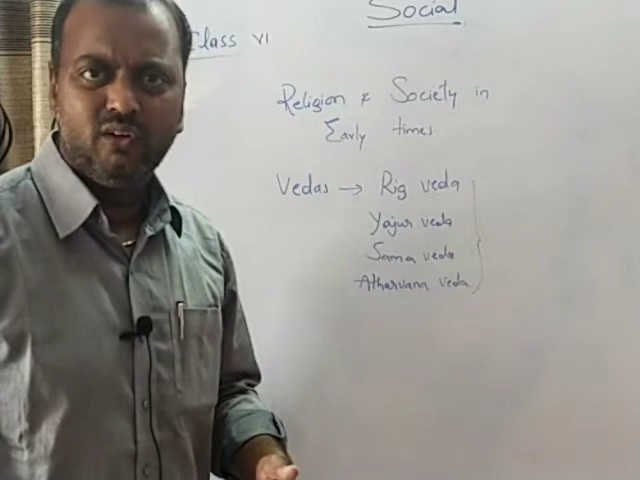 Social
Class VI
Religion & Society in
Early times.
Vedas → Rig veda
Yajur veda
Sama veda
Atharvana veda